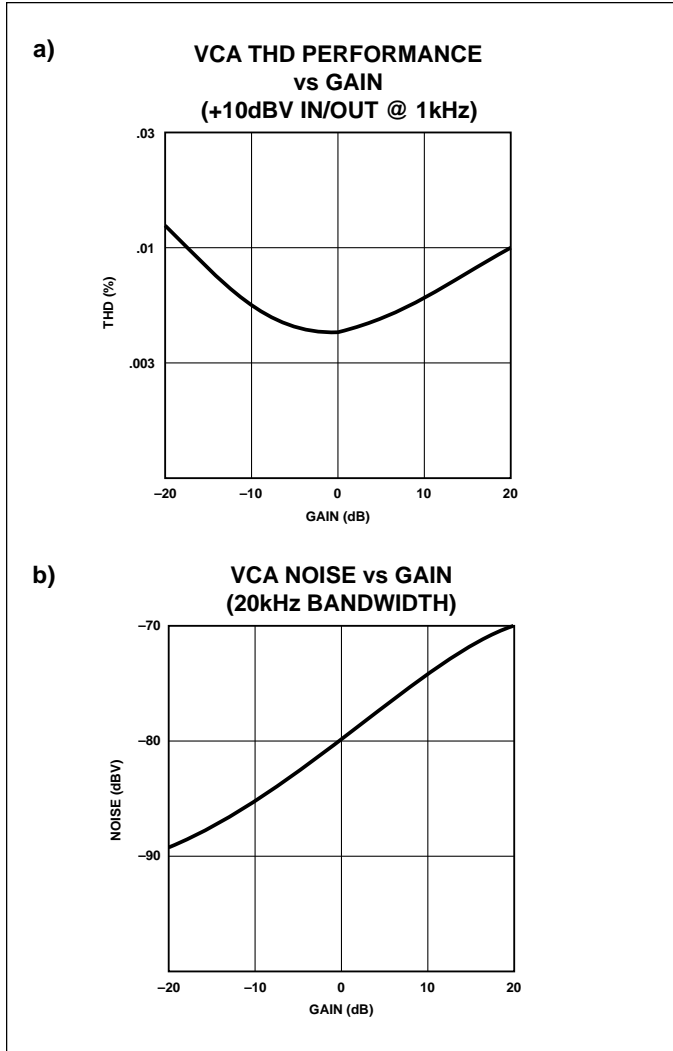 a)
VCA THD PERFORMANCE
vs GAIN
(+10dBV IN/OUT @ 1kHz)
.03
.01
.003
THD (%)
–20 –10 0 10 20
GAIN (dB)
b)
VCA NOISE vs GAIN
(20kHz BANDWIDTH)
–70
–80
–90
NOISE (dBV)
–20 –10 0 10 20
GAIN (dB)